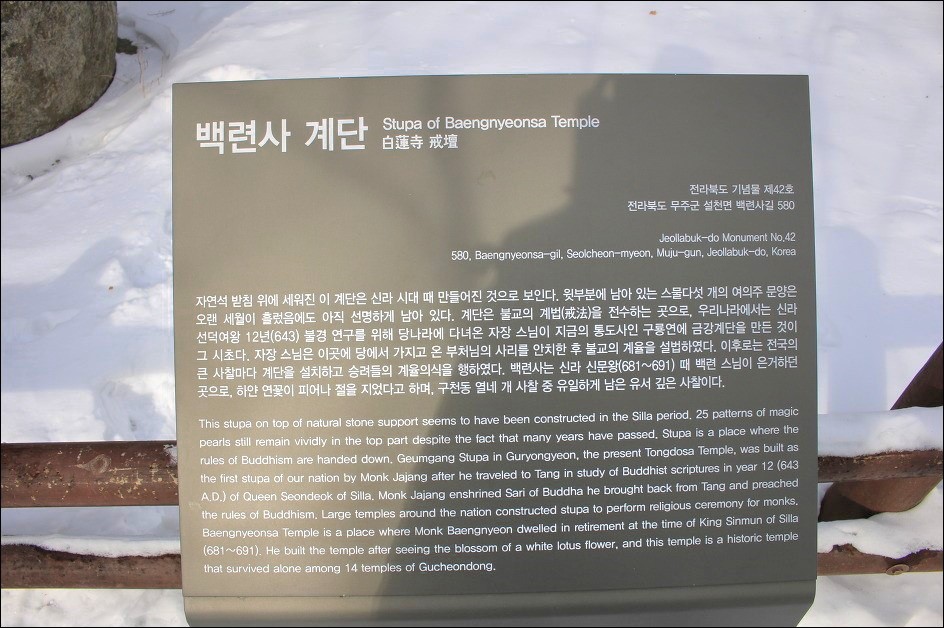 백련사 계단 Stupa of Baengnyeonsa Temple
白蓮寺 戒壇
전라북도 기념물 제42호
전라북도 무주군 설천면 백련사길 580
Jeollabuk-do Monument No.42
580, Baengnyeonsa-gil, Seolcheon-myeon, Muju-gun, Jeollabuk-do, Korea
자연석 받침 위에 세워진 이 계단은 신라 시대 때 만들어진 것으로 보인다. 윗부분에 남아 있는 스물다섯 개의 여의주 문양은
오랜 세월이 흘렀음에도 아직 선명하게 남아 있다. 계단은 불교의 계법(戒法)을 전수하는 곳으로, 우리나라에서는 신라
선덕여왕 12년(643) 불경 연구를 위해 당나라에 다녀온 자장 스님이 지금의 통도사인 구룡연에 금강계단을 만든 것이
그 시초다. 자장 스님은 이곳에 당에서 가지고 온 부처님의 사리를 안치한 후 불교의 계율을 설법하였다. 이후로는 전국의
큰 사찰마다 계단을 설치하고 승려들의 계율의식을 행하였다. 백련사는 신라 신문왕(681~691) 때 백련 스님이 은거하던
곳으로, 하얀 연꽃이 피어나 절을 지었다고 하며, 구천동 열네 개 사찰 중 유일하게 남은 유서 깊은 사찰이다.
This stupa on top of natural stone support seems to have been constructed in the Silla period. 25 patterns of magic
pearls still remain vividly in the top part despite the fact that many years have passed. Stupa is a place where the
rules of Buddhism are handed down. Geumgang Stupa in Guryongyeon, the present Tongdosa Temple, was built as
the first stupa of our nation by Monk Jajang after he traveled to Tang in study of Buddhist scriptures in year 12 (643
A.D.) of Queen Seondeok of Silla. Monk Jajang enshrined Sari of Buddha he brought back from Tang and preached
the rules of Buddhism. Large temples around the nation constructed stupa to perform religious ceremony for monks.
Baengnyeonsa Temple is a place where Monk Baengnyeon dwelled in retirement at the time of King Sinmun of Silla
(681~691). He built the temple after seeing the blossom of a white lotus flower, and this temple is a historic temple
that survived alone among 14 temples of Gucheondong.